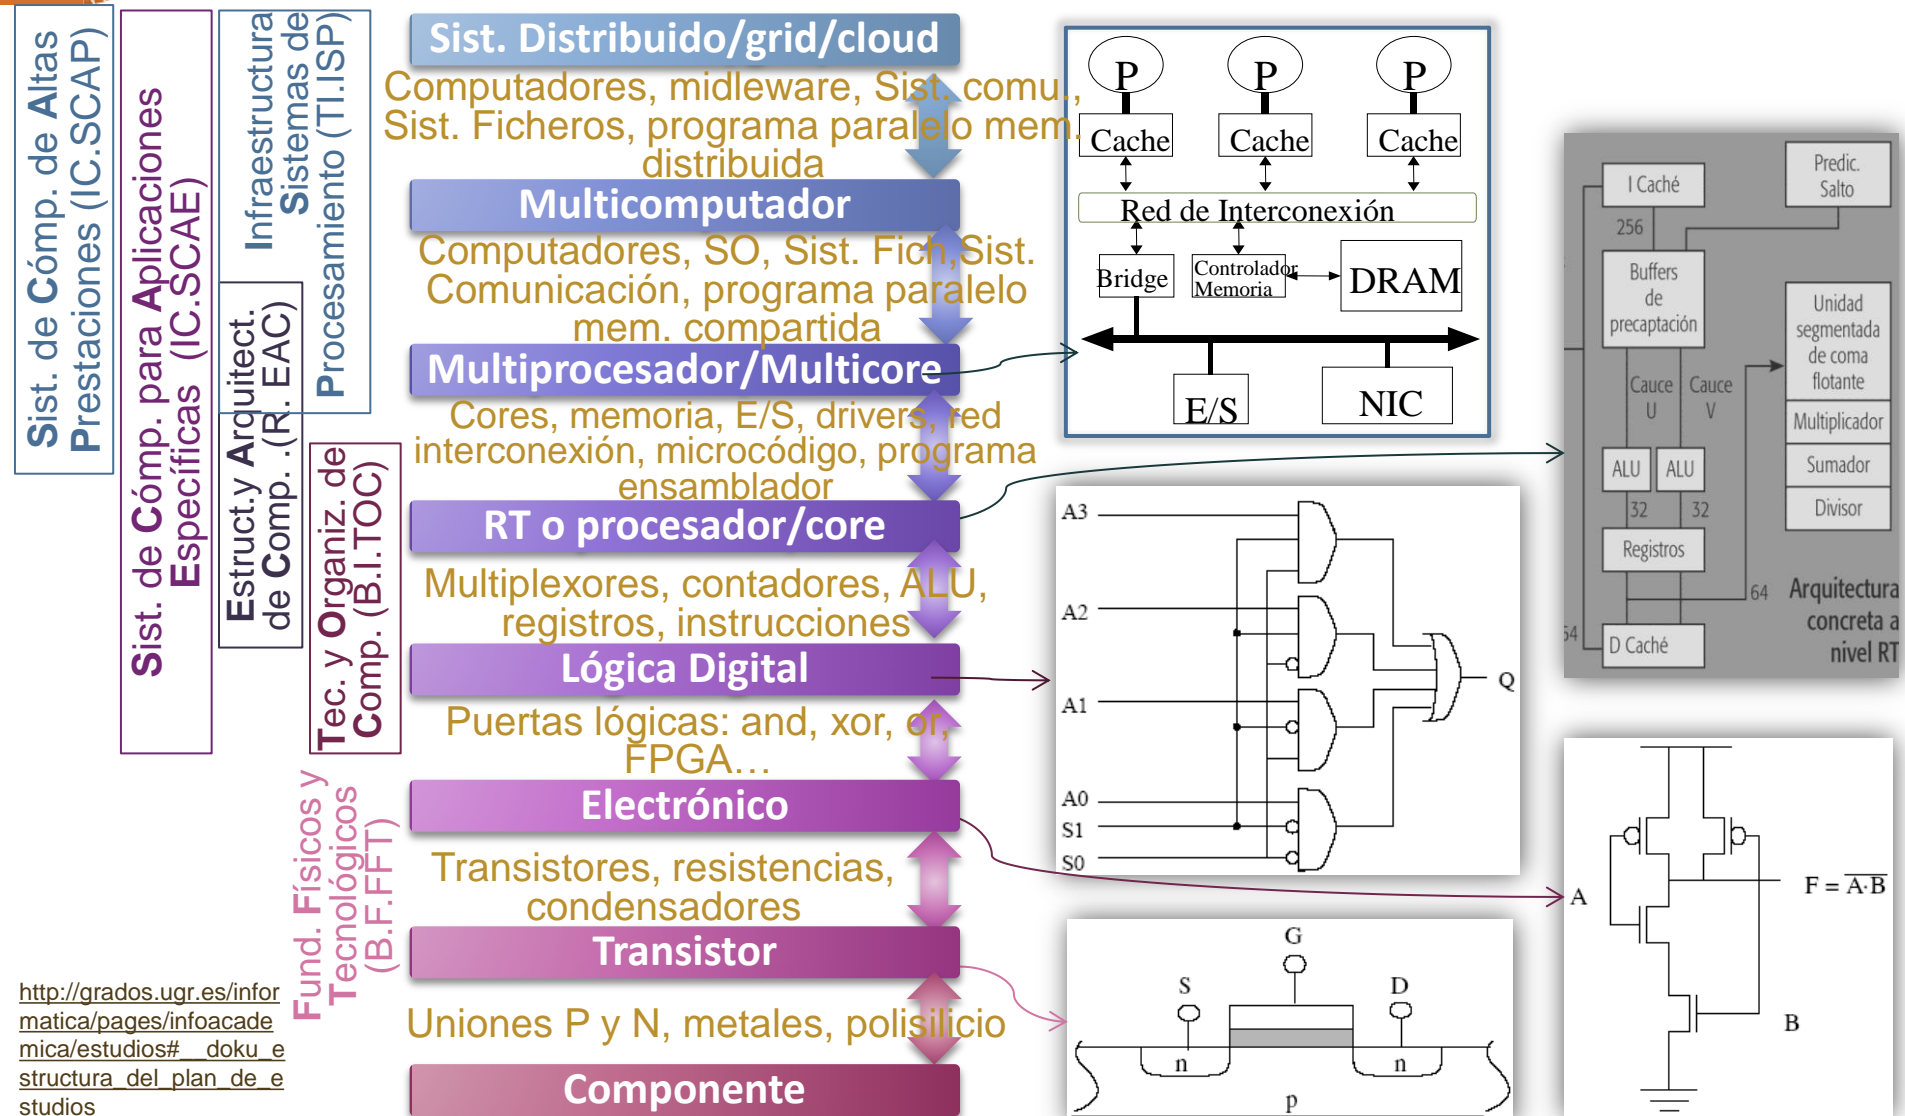 Sist. de Cómp. de Altas
Prestaciones (IC.SCAP)
Sist. de Cómp. para Aplicaciones
Específicas (IC.SCAE)
Infraestructura
Sistemas de
Procesamiento (TI.ISP)
Estruct.y Arquitect.
de Comp. .(R. EAC)
Tec. y Organiz. de
Comp. (B.I.TOC)
Fund. Físicos y
Tecnológicos
(B.F.FFT)
http://grados.ugr.es/infor
matica/pages/infoacade
mica/estudios#__doku_e
structura_del_plan_de_e
studios
Sist. Distribuido/grid/cloud
Computadores, midleware, Sist. comu.,
Sist. Ficheros, programa paralelo mem.
distribuida
Multicomputador
Computadores, SO, Sist. Fich,Sist.
Comunicación, programa paralelo
mem. compartida
Multiprocesador/Multicore
Cores, memoria, E/S, drivers, red
interconexión, microcódigo, programa
ensamblador
RT o procesador/core
Multiplexores, contadores, ALU,
registros, instrucciones
Lógica Digital
Puertas lógicas: and, xor, or,
FPGA…
Electrónico
Transistores, resistencias,
condensadores
Transistor
Uniones P y N, metales, polisilicio
Componente
P P P
Cache Cache Cache
Red de Interconexión
Bridge
Controlador
Memoria
DRAM
E/S
NIC
I Caché
Predic.
Salto
256
Buffers
de
precaptación
Unidad
segmentada
de coma
flotante
Cauce
U
Cauce
V
Multiplicador
ALU ALU
Sumador
32 32
Divisor
Registros
64
Arquitectura
concreta a
nivel RT
64
D Caché
A3
A2
A1
A0
S1
S0
Q
G
S
D
n
n
p
A
F = A·B
B